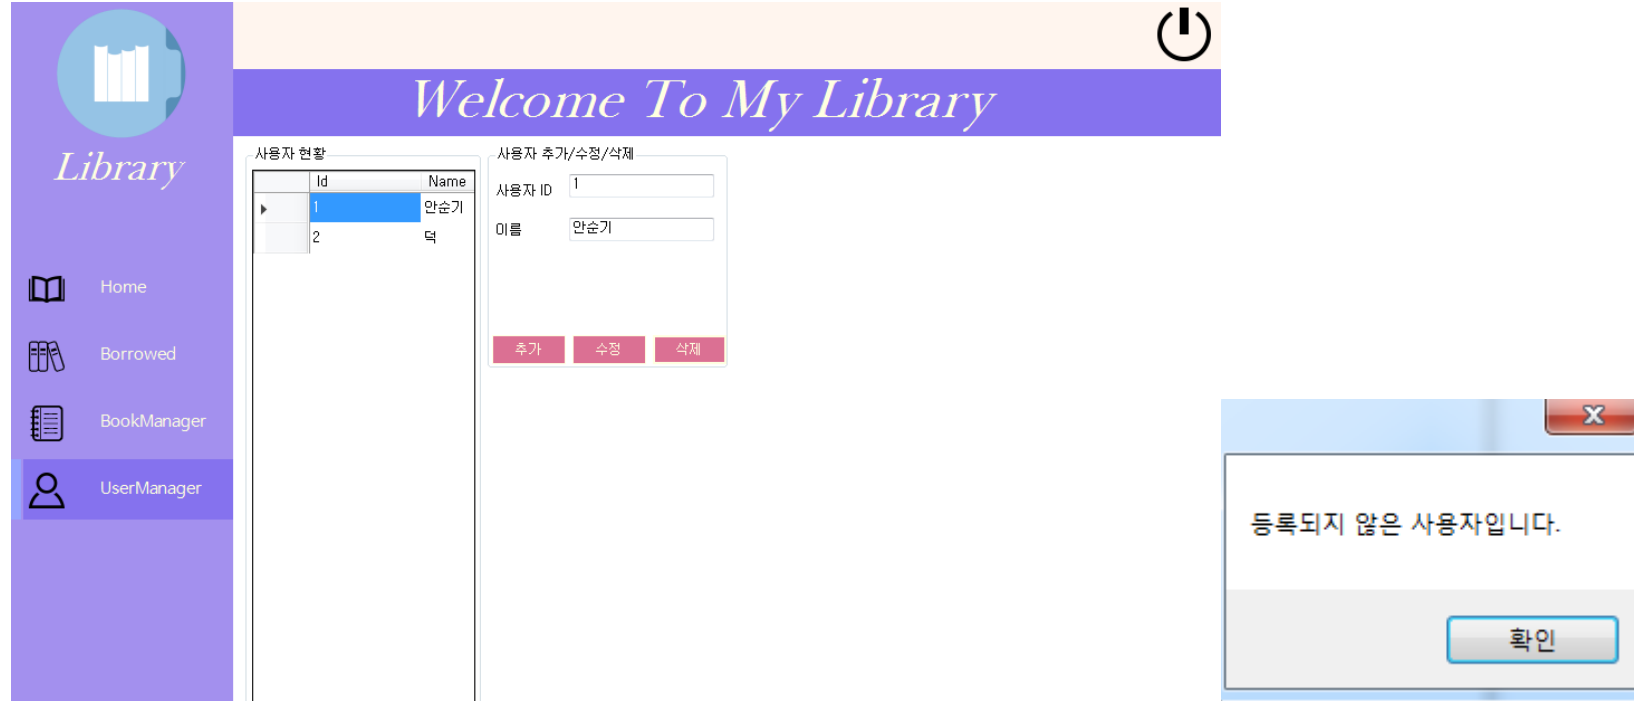 Library
Home
Borrowed
BookManager
UserManager
Welcome To My Library
사용자 현황
Id Name
1 안순기
2 덕
사용자 추가/수정/삭제
사용자 ID 1
이름 안순기
추가 수정 삭제
등록되지 않은 사용자입니다.
확인